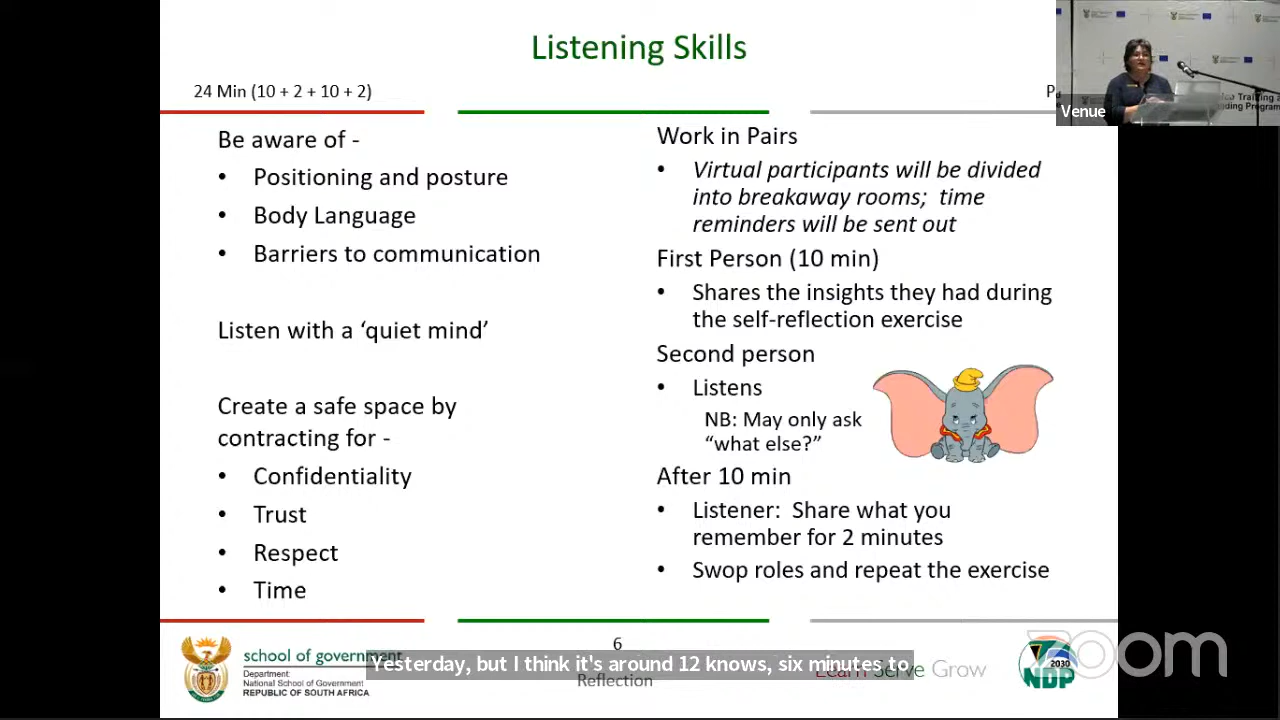 Listening Skills
24 Min (10 + 2 + 10 + 2)
Venue
Be aware of -
• Positioning and posture
• Body Language
• Barriers to communication
Listen with a ‘quiet mind’
Create a safe space by
contracting for -
• Confidentiality
• Trust
• Respect
• Time
Work in Pairs
• Virtual participants will be divided
into breakaway rooms; time
reminders will be sent out
First Person (10 min)
• Shares the insights they had during
the self-reflection exercise
Second person
• Listens
NB: May only ask
“what else?”
After 10 min
• Listener: Share what you
remember for 2 minutes
• Swop roles and repeat the exercise
school of government
Department:
National School of Government
REPUBLIC OF SOUTH AFRICA
6
Reflection
Yesterday, but I think it's around 12 knows, six minutes to
Learn Serve Grow
2030
NDP
zoom